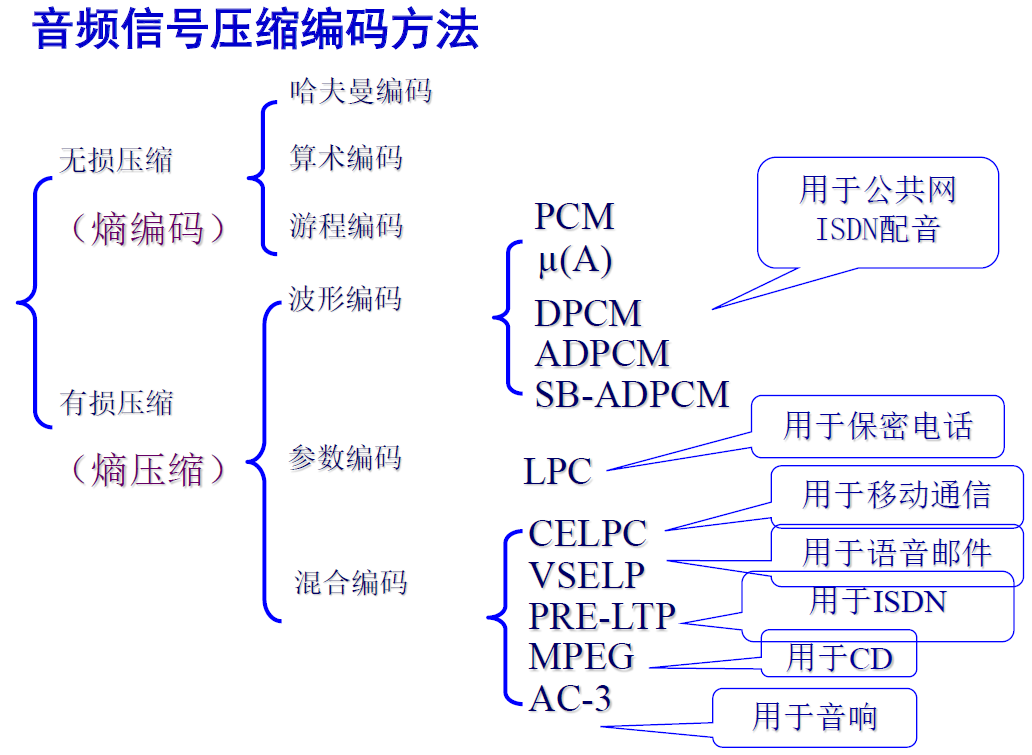 音频信号压缩编码方法
无损压缩
（熵编码）
哈夫曼编码
算术编码
游程编码
有损压缩
（熵压缩）
波形编码
PCM
μ(A)
DPCM
ADPCM
SB-ADPCM
用于公共网
ISDN配音
参数编码
LPC
用于保密电话
混合编码
CELPC
用于移动通信
VSELP
用于语音邮件
PRE-LTP
用于ISDN
MPEG
用于CD
AC-3
用于音响